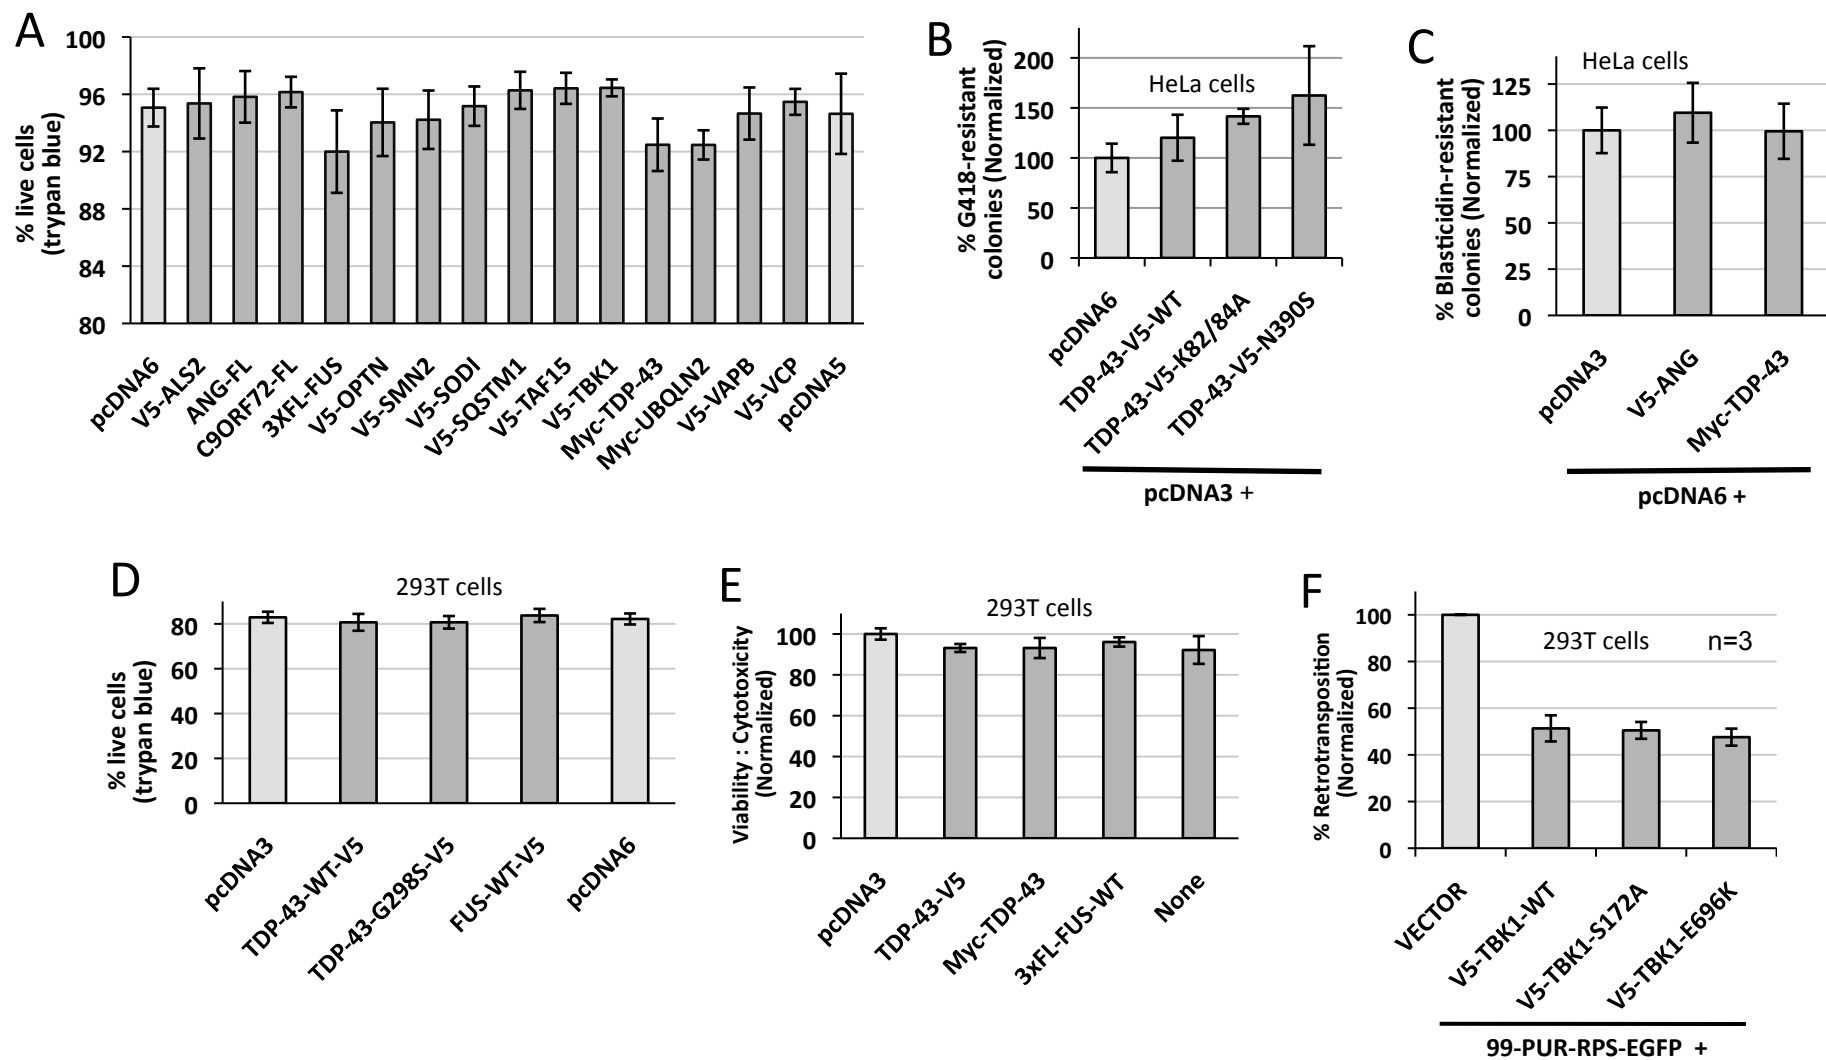 A
% live cells
(trypan blue)
100
96
92
88
84
80
pcDNA6
V5-ALS2
ANG-FL
C9ORF72-FL
3XFL-FUS
V5-OPTN
V5-SMN2
V5-SODI
V5-SQSTM1
V5-TAF15
V5-TBK1
Myc-TDP-43
Myc-UBQLN2
V5-VAPB
V5-VCP
pcDNA5
B
HeLa cells
% G418-resistant
colonies (Normalized)
200
150
100
50
0
pcDNA6
TDP-43-V5-WT
TDP-43-V5-K82/84A
TDP-43-V5-N390S
pcDNA3 +
C
HeLa cells
% Blasticidin-resistant
colonies (Normalized)
125
100
75
50
25
0
pcDNA3
V5-ANG
Myc-TDP-43
pcDNA6 +
D
293T cells
% live cells
(trypan blue)
80
60
40
20
0
pcDNA3
TDP-43-WT-V5
TDP-43-G298S-V5
FUS-WT-V5
pcDNA6
E
293T cells
Viability : Cytotoxicity
(Normalized)
100
80
60
40
20
0
pcDNA3
TDP-43-V5
Myc-TDP-43
3xFL-FUS-WT
None
F
293T cells n=3
% Retrotransposition
(Normalized)
100
80
60
40
20
0
VECTOR
V5-TBK1-WT
V5-TBK1-S172A
V5-TBK1-E696K
99-PUR-RPS-EGFP +